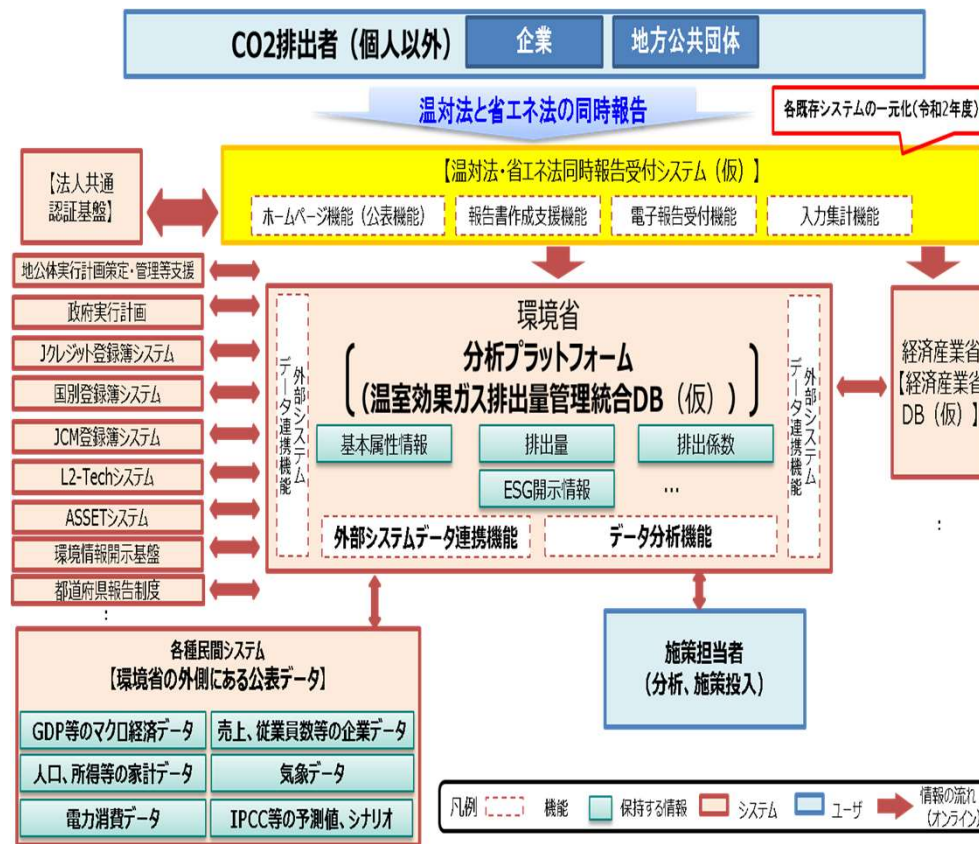 CO2排出者（個人以外）
企業
地方公共団体
温対法と省エネ法の同時報告
各既存システムの一元化(令和2年度)
【法人共通
認証基盤】
【温対法・省エネ法同時報告受付システム（仮）】
ホームページ機能（公表機能）
報告書作成支援機能
電子報告受付機能
入力集計機能
地公体実行計画策定・管理等支援
政府実行計画
Jクレジット登録簿システム
国別登録簿システム
JCM登録簿システム
L2-Techシステム
ASSETシステム
環境情報開示基盤
都道府県報告制度
:
外部システム
データ連携機能
環境省
分析プラットフォーム
（温室効果ガス排出量管理統合DB（仮））
基本属性情報
排出量
排出係数
ESG開示情報
…
外部システムデータ連携機能
データ分析機能
外部システム
データ連携機能
経済産業省
【経済産業省
DB（仮）】
:
各種民間システム
【環境省の外側にある公表データ】
GDP等のマクロ経済データ
売上、従業員数等の企業データ
人口、所得等の家計データ
気象データ
電力消費データ
IPCC等の予測値、シナリオ
施策担当者
（分析、施策投入）
凡例
機能
保持する情報
システム
ユーザ
情報の流れ
（オンライン）